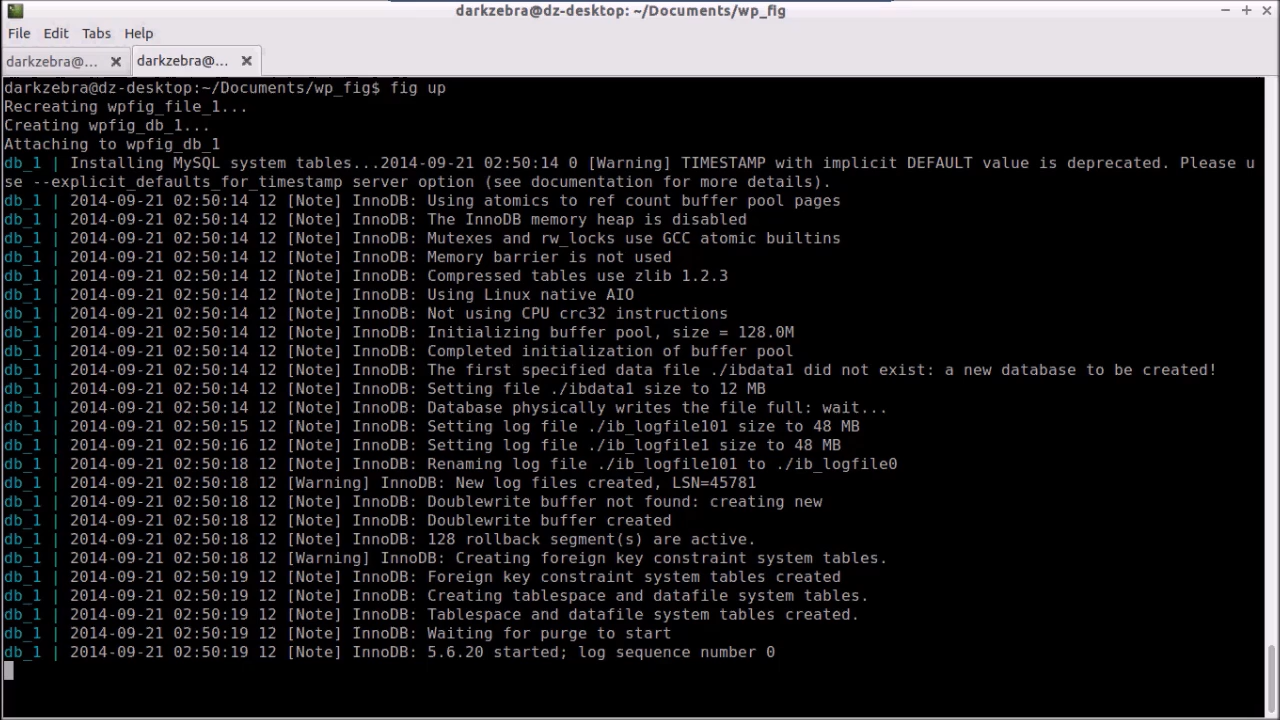 darkzebra@dz-desktop: ~/Documents/wp_fig
File Edit Tabs Help
darkzebra@... darkzebra@...
darkzebra@dz-desktop:~/Documents/wp_fig$ fig up
Recreating wpfig_file_1...
Creating wpfig_db_1...
Attaching to wpfig_db_1
db_1 | Installing MySQL system tables...2014-09-21 02:50:14 0 [Warning] TIMESTAMP with implicit DEFAULT value is deprecated. Please u
se --explicit_defaults_for_timestamp server option (see documentation for more details).
db_1 | 2014-09-21 02:50:14 12 [Note] InnoDB: Using atomics to ref count buffer pool pages
db_1 | 2014-09-21 02:50:14 12 [Note] InnoDB: The InnoDB memory heap is disabled
db_1 | 2014-09-21 02:50:14 12 [Note] InnoDB: Mutexes and rw_locks use GCC atomic builtins
db_1 | 2014-09-21 02:50:14 12 [Note] InnoDB: Memory barrier is not used
db_1 | 2014-09-21 02:50:14 12 [Note] InnoDB: Compressed tables use zlib 1.2.3
db_1 | 2014-09-21 02:50:14 12 [Note] InnoDB: Using Linux native AIO
db_1 | 2014-09-21 02:50:14 12 [Note] InnoDB: Not using CPU crc32 instructions
db_1 | 2014-09-21 02:50:14 12 [Note] InnoDB: Initializing buffer pool, size = 128.0M
db_1 | 2014-09-21 02:50:14 12 [Note] InnoDB: Completed initialization of buffer pool
db_1 | 2014-09-21 02:50:14 12 [Note] InnoDB: The first specified data file ./ibdata1 did not exist: a new database to be created!
db_1 | 2014-09-21 02:50:14 12 [Note] InnoDB: Setting file ./ibdata1 size to 12 MB
db_1 | 2014-09-21 02:50:14 12 [Note] InnoDB: Database physically writes the file full: wait...
db_1 | 2014-09-21 02:50:15 12 [Note] InnoDB: Setting log file ./ib_logfile101 size to 48 MB
db_1 | 2014-09-21 02:50:16 12 [Note] InnoDB: Setting log file ./ib_logfile1 size to 48 MB
db_1 | 2014-09-21 02:50:18 12 [Note] InnoDB: Renaming log file ./ib_logfile101 to ./ib_logfile0
db_1 | 2014-09-21 02:50:18 12 [Warning] InnoDB: New log files created, LSN=45781
db_1 | 2014-09-21 02:50:18 12 [Note] InnoDB: Doublewrite buffer not found: creating new
db_1 | 2014-09-21 02:50:18 12 [Note] InnoDB: Doublewrite buffer created
db_1 | 2014-09-21 02:50:18 12 [Note] InnoDB: 128 rollback segment(s) are active.
db_1 | 2014-09-21 02:50:18 12 [Warning] InnoDB: Creating foreign key constraint system tables.
db_1 | 2014-09-21 02:50:19 12 [Note] InnoDB: Foreign key constraint system tables created
db_1 | 2014-09-21 02:50:19 12 [Note] InnoDB: Creating tablespace and datafile system tables.
db_1 | 2014-09-21 02:50:19 12 [Note] InnoDB: Tablespace and datafile system tables created.
db_1 | 2014-09-21 02:50:19 12 [Note] InnoDB: Waiting for purge to start
db_1 | 2014-09-21 02:50:19 12 [Note] InnoDB: 5.6.20 started; log sequence number 0